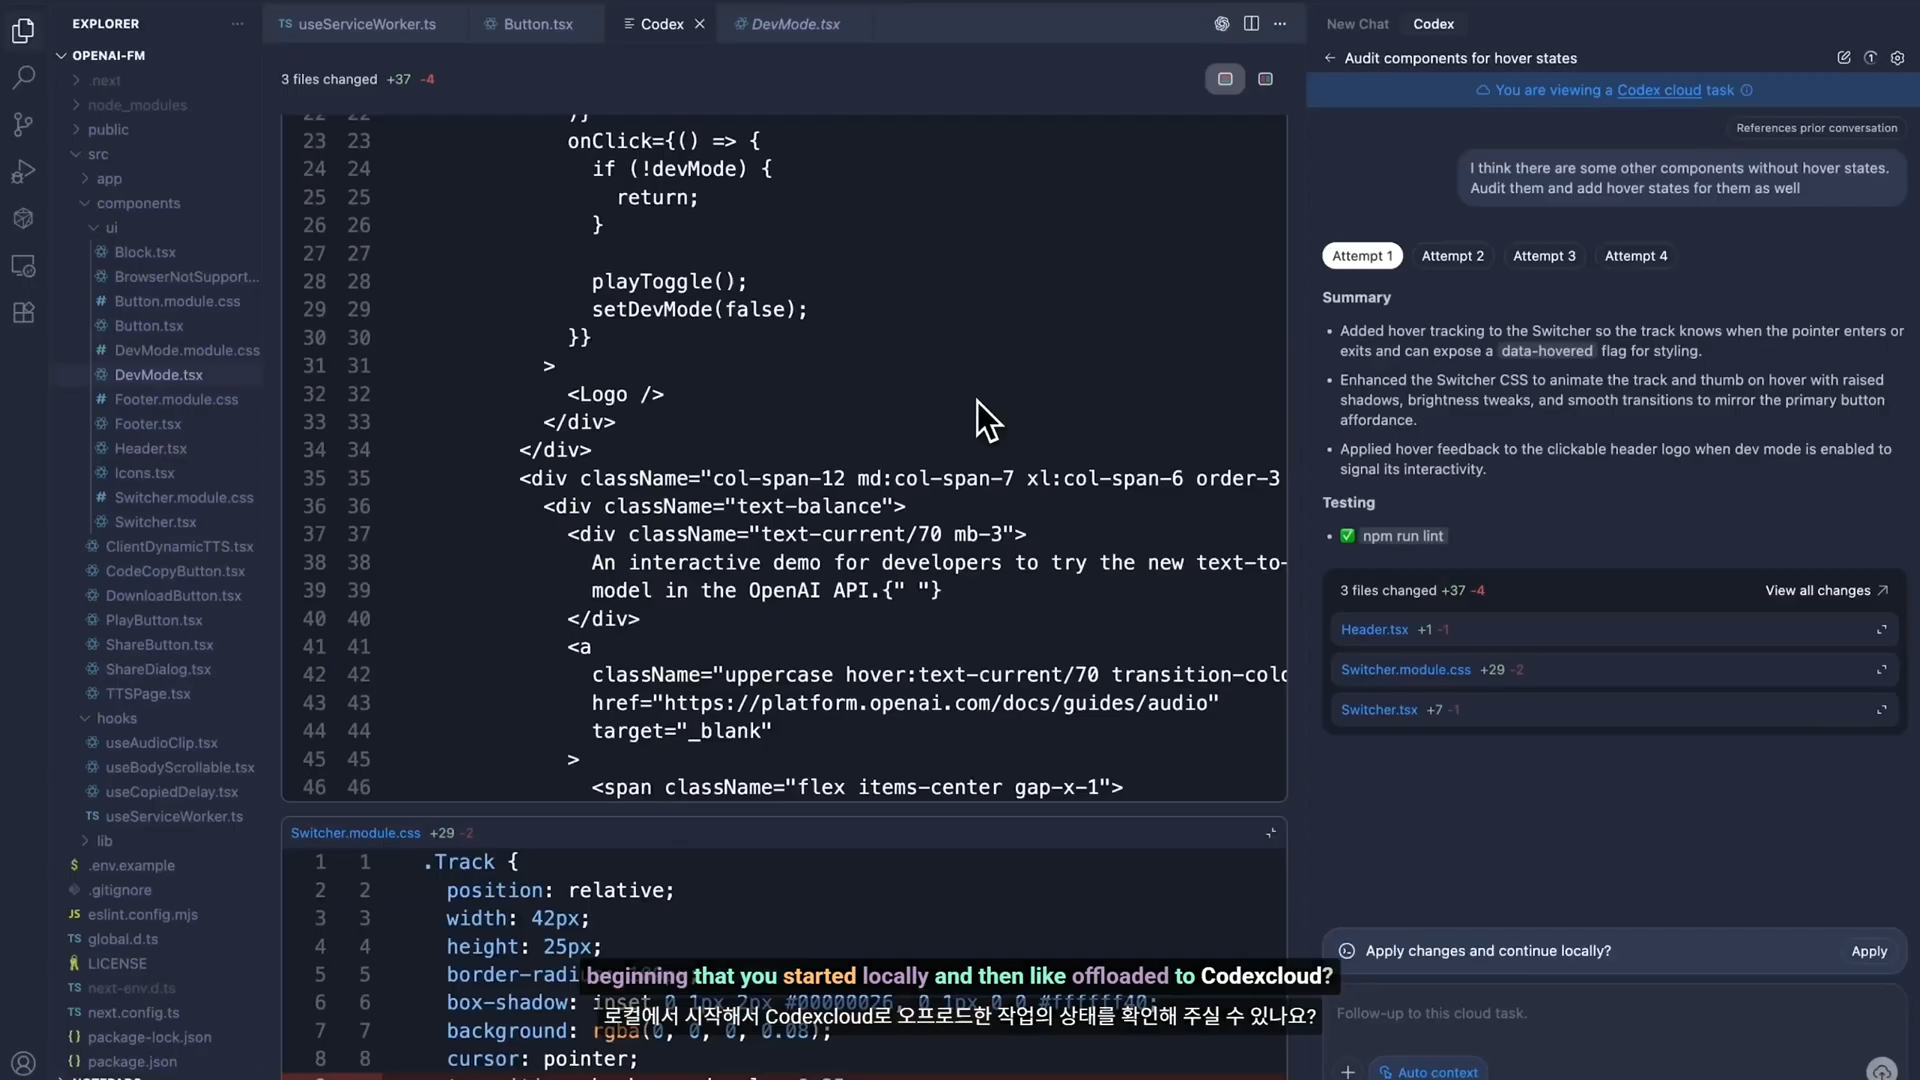 EXPLORER
OPENAI-FM
.next
node_modules
public
src
app
components
ui
Block.tsx
BrowserNotSupport...
Button.module.css
Button.tsx
DevMode.module.css
DevMode.tsx
Footer.module.css
Footer.tsx
Header.tsx
Icons.tsx
Switcher.module.css
Switcher.tsx
ClientDynamicTTS.tsx
CodeCopyButton.tsx
DownloadButton.tsx
PlayButton.tsx
ShareButton.tsx
ShareDialog.tsx
TTSPage.tsx
hooks
useAudioClip.tsx
useBodyScrollable.tsx
useCopiedDelay.tsx
TS useServiceWorker.ts
lib
$ .env.example
.gitignore
JS eslint.config.mjs
TS global.d.ts
LICENSE
TS next-env.d.ts
TS next.config.ts
{} package-lock.json
{} package.json
TS useServiceWorker.ts
Button.tsx
Codex
DevMode.tsx
3 files changed +37 -4
23 23 onClick={() => {
24 24 if (!devMode) {
25 25 return;
26 26 }
27 27
28 28 playToggle();
29 29 setDevMode(false);
30 30 }}
31 31 >
32 32 <Logo />
33 33 </div>
34 34 </div>
35 35 <div className="col-span-12 md:col-span-7 xl:col-span-6 order-3
36 36 <div className="text-balance">
37 37 <div className="text-current/70 mb-3">
38 38 An interactive demo for developers to try the new text-to-
39 39 model in the OpenAI API.{" "}
40 40 </div>
41 41 <a
42 42 className="uppercase hover:text-current/70 transition-colo
43 43 href="https://platform.openai.com/docs/guides/audio"
44 44 target="_blank"
45 45 >
46 46 <span className="flex items-center gap-x-1">
Switcher.module.css +29 -2
1 1 .Track {
2 2 position: relative;
3 3 width: 42px;
4 4 height: 25px;
5 5 border-radi
6 6 box-shadow: inset 0 1px 2px #00000026, 0 1px 0 0 #ffffff40;
7 7 background: rgba(0, 0, 0, 0.08);
8 8 cursor: pointer;
beginning that you started locally and then like offloaded to Codexcloud?
로컬에서 시작해서 Codexcloud로 오프로드한 작업의 상태를 확인해 주실 수 있나요?
New Chat
Codex
Audit components for hover states
You are viewing a Codex cloud task
References prior conversation
I think there are some other components without hover states.
Audit them and add hover states for them as well
Attempt 1
Attempt 2
Attempt 3
Attempt 4
Summary
• Added hover tracking to the Switcher so the track knows when the pointer enters or
exits and can expose a data-hovered flag for styling.
• Enhanced the Switcher CSS to animate the track and thumb on hover with raised
shadows, brightness tweaks, and smooth transitions to mirror the primary button
affordance.
• Applied hover feedback to the clickable header logo when dev mode is enabled to
signal its interactivity.
Testing
• ✅ npm run lint
3 files changed +37 -4
View all changes
Header.tsx +1 -1
Switcher.module.css +29 -2
Switcher.tsx +7 -1
Apply changes and continue locally?
Apply
Follow-up to this cloud task.
Auto context